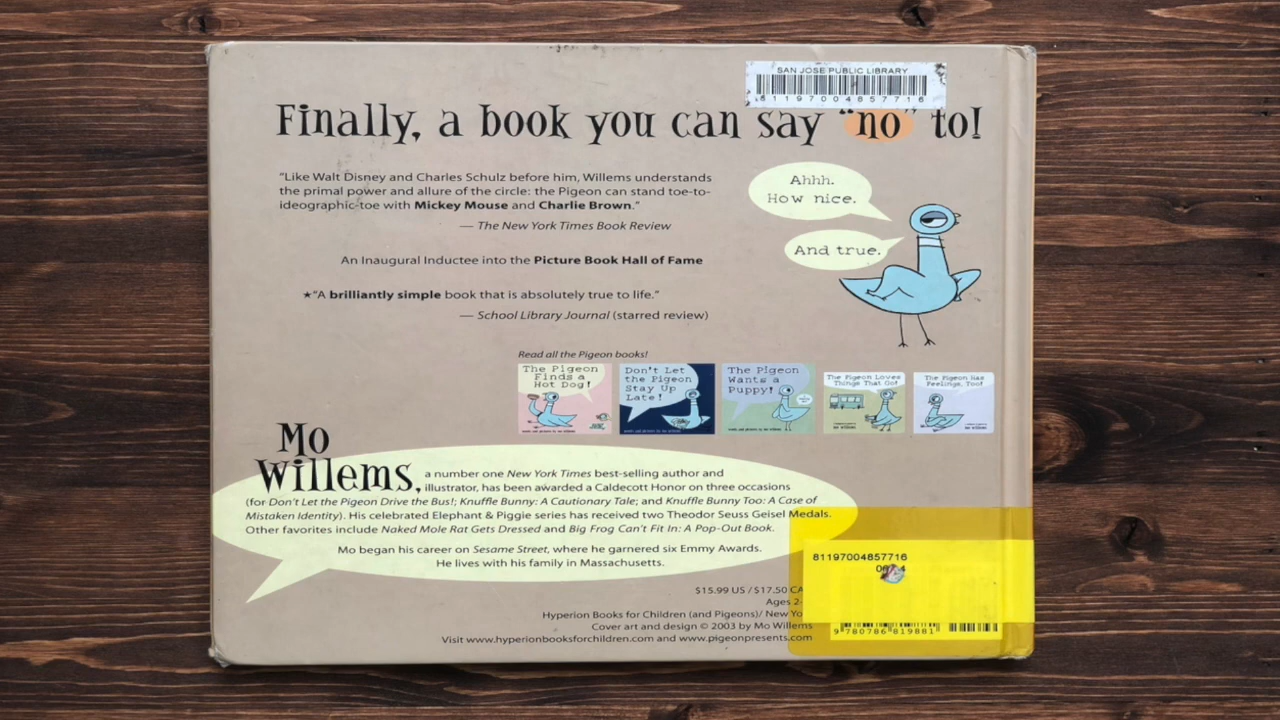 SAN JOSE PUBLIC LIBRARY
81197004857716
Finally, a book you can say “no” to!
“Like Walt Disney and Charles Schulz before him, Willems understands
the primal power and allure of the circle: the Pigeon can stand toe-to-
ideographic-toe with Mickey Mouse and Charlie Brown.”
— The New York Times Book Review
An Inaugural Inductee into the Picture Book Hall of Fame
★“A brilliantly simple book that is absolutely true to life.”
— School Library Journal (starred review)
Ahhh.
How nice.
And true.
Read all the Pigeon books!
The Pigeon
Finds a
Hot Dog!
Don't Let
the Pigeon
Stay Up
Late!
The Pigeon
Wants a
Puppy!
The Pigeon Loves
Things That Go!
The Pigeon Has
Feelings, Too!
Mo
Willems, a number one New York Times best-selling author and
illustrator, has been awarded a Caldecott Honor on three occasions
(for Don't Let the Pigeon Drive the Bus!; Knuffle Bunny: A Cautionary Tale; and Knuffle Bunny Too: A Case of
Mistaken Identity). His celebrated Elephant & Piggie series has received two Theodor Seuss Geisel Medals.
Other favorites include Naked Mole Rat Gets Dressed and Big Frog Can't Fit In: A Pop-Out Book.
Mo began his career on Sesame Street, where he garnered six Emmy Awards.
He lives with his family in Massachusetts.
$15.99 US / $17.50
Ages
Hyperion Books for Children (and Pigeons)/ New
Cover art and design © 2003 by Mo Willems
Visit www.hyperionbooksforchildren.com and www.pigeonpresents.com
81197004857716
9 780786 819881